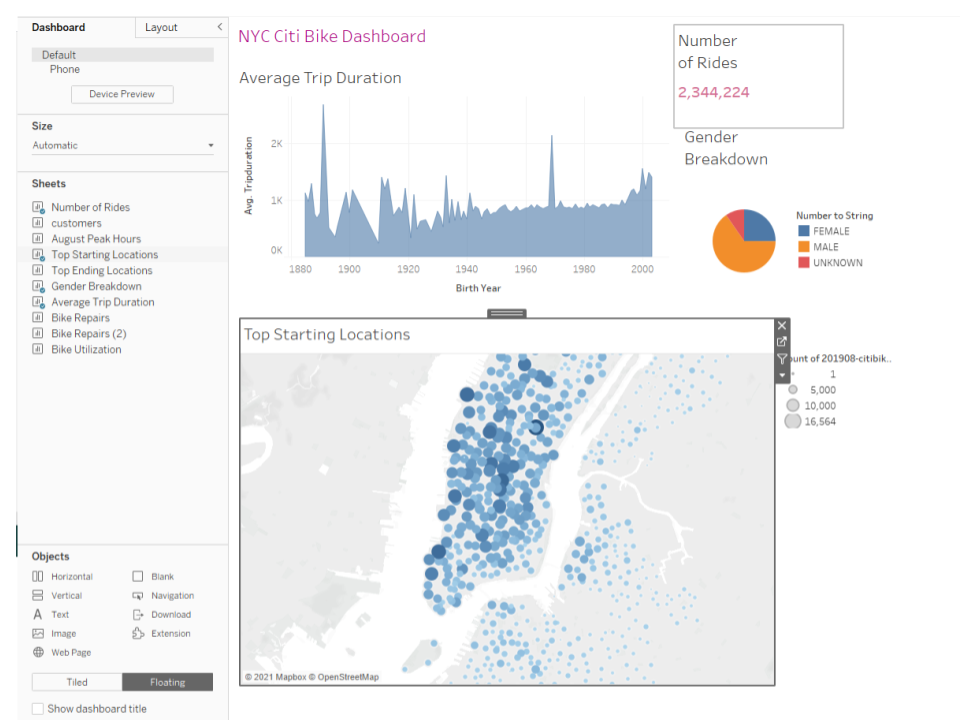 Dashboard
Layout
<
Default
Phone
Device Preview
Size
Automatic
Sheets
Number of Rides
customers
August Peak Hours
Top Starting Locations
Top Ending Locations
Gender Breakdown
Average Trip Duration
Bike Repairs
Bike Repairs (2)
Bike Utilization
Objects
Horizontal
Blank
Vertical
Navigation
A Text
Download
Image
Extension
Web Page
Tiled
Floating
Show dashboard title
NYC Citi Bike Dashboard
Average Trip Duration
Avg. Tripduration
2K
1K
0K
1880 1900 1920 1940 1960 1980 2000
Birth Year
Number
of Rides
2,344,224
Gender
Breakdown
Number to String
FEMALE
MALE
UNKNOWN
Top Starting Locations
© 2021 Mapbox © OpenStreetMap
unt of 201908-citibik..
1
5,000
10,000
16,564